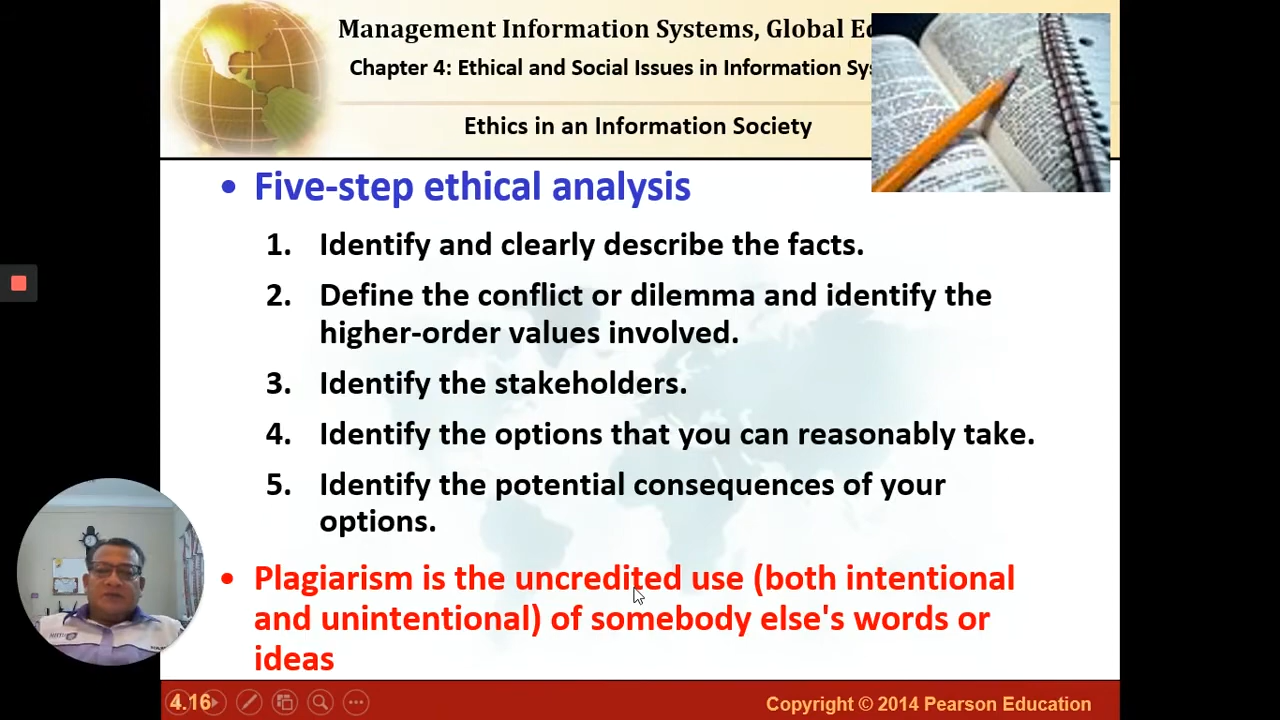 Management Information Systems, Global
Chapter 4: Ethical and Social Issues in Information
Ethics in an Information Society
• Five-step ethical analysis
1. Identify and clearly describe the facts.
2. Define the conflict or dilemma and identify the
higher-order values involved.
3. Identify the stakeholders.
4. Identify the options that you can reasonably take.
5. Identify the potential consequences of your
options.
• Plagiarism is the uncredited use (both intentional
and unintentional) of somebody else's words or
ideas
4.16
Copyright © 2014 Pearson Education